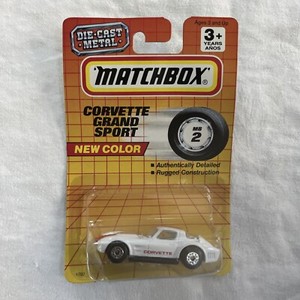 DIE-CAST
METAL
Ages 3 and Up
3+
YEARS
AÑOS
MATCHBOX®
CORVETTE
GRAND
SPORT
MB
2
NEW COLOR
■ Authentically Detailed
■ Rugged Construction
CORVETTE